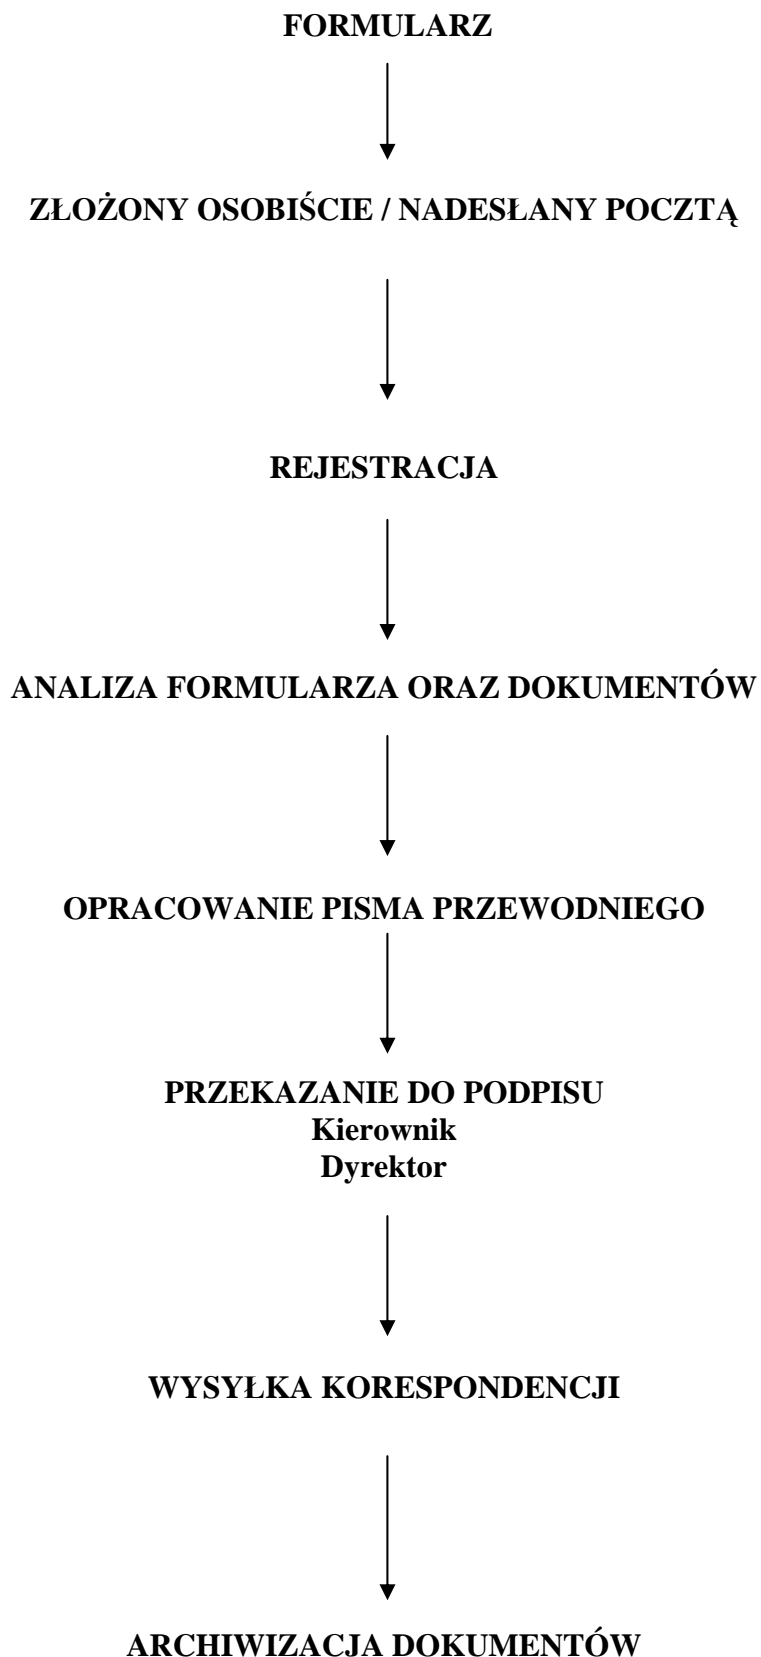 FORMULARZ
ZŁOŻONY OSOBIŚCIE / NADESŁANY POCZTĄ
REJESTRACJA
ANALIZA FORMULARZA ORAZ DOKUMENTÓW
OPRACOWANIE PISMA PRZEWODNIEGO
PRZEKAZANIE DO PODPISU
Kierownik
Dyrektor
WYSYŁKA KORESPONDENCJI
ARCHIWIZACJA DOKUMENTÓW